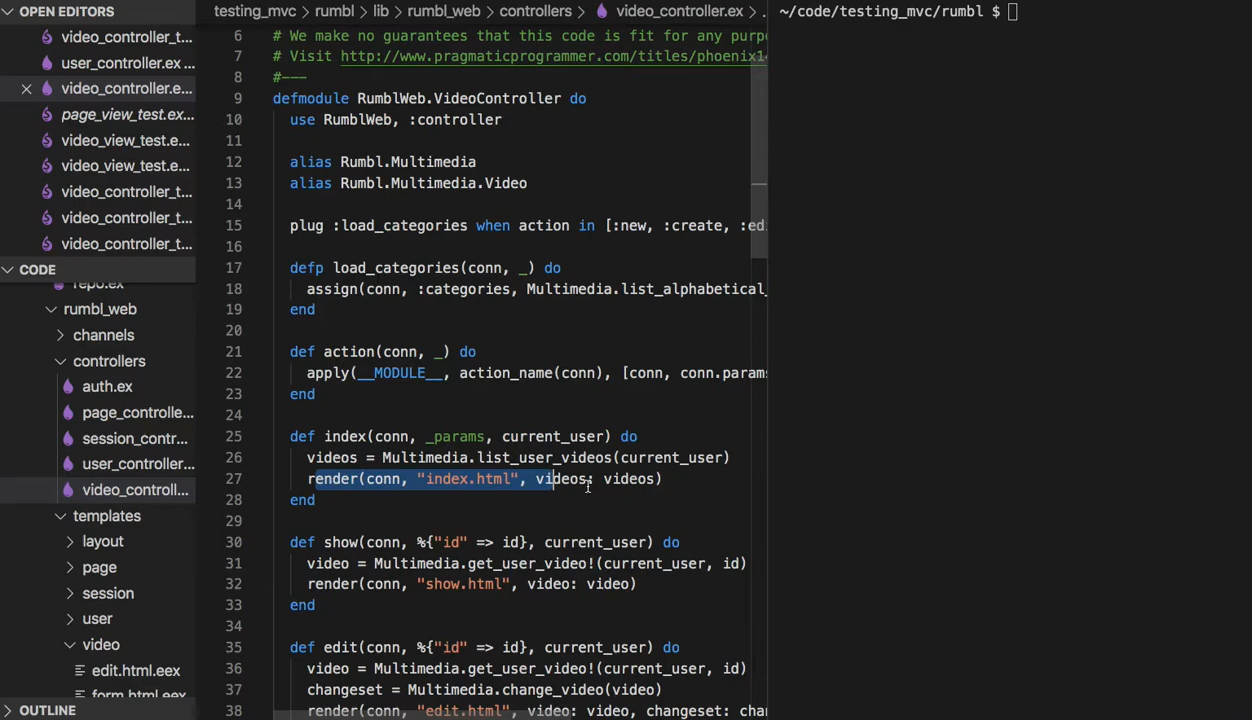 OPEN EDITORS
video_controller_t...
user_controller.ex ...
video_controller.e...
page_view_test.ex...
video_view_test.e...
video_view_test.e...
video_controller_t...
video_controller_t...
video_controller_t...
CODE
repo.ex
rumbl_web
channels
controllers
auth.ex
page_controlle...
session_contr...
user_controller...
video_controll...
templates
layout
page
session
user
video
edit.html.eex
form.html.eex
OUTLINE
testing_mvc > rumbl > lib > rumbl_web > controllers > video_controller.ex > .
6 # We make no guarantees that this code is fit for any purpo
7 # Visit http://www.pragmaticprogrammer.com/titles/phoenix14
8 #---
9 defmodule RumblWeb.VideoController do
10 use RumblWeb, :controller
11
12 alias Rumbl.Multimedia
13 alias Rumbl.Multimedia.Video
14
15 plug :load_categories when action in [:new, :create, :ed
16
17 defp load_categories(conn, _) do
18 assign(conn, :categories, Multimedia.list_alphabetical_
19 end
20
21 def action(conn, _) do
22 apply(__MODULE__, action_name(conn), [conn, conn.params
23 end
24
25 def index(conn, _params, current_user) do
26 videos = Multimedia.list_user_videos(current_user)
27 render(conn, "index.html", videos: videos)
28 end
29
30 def show(conn, %{"id" => id}, current_user) do
31 video = Multimedia.get_user_video!(current_user, id)
32 render(conn, "show.html", video: video)
33 end
34
35 def edit(conn, %{"id" => id}, current_user) do
36 video = Multimedia.get_user_video!(current_user, id)
37 changeset = Multimedia.change_video(video)
38 render(conn, "edit.html", video: video, changeset: cha
~/code/testing_mvc/rumbl $